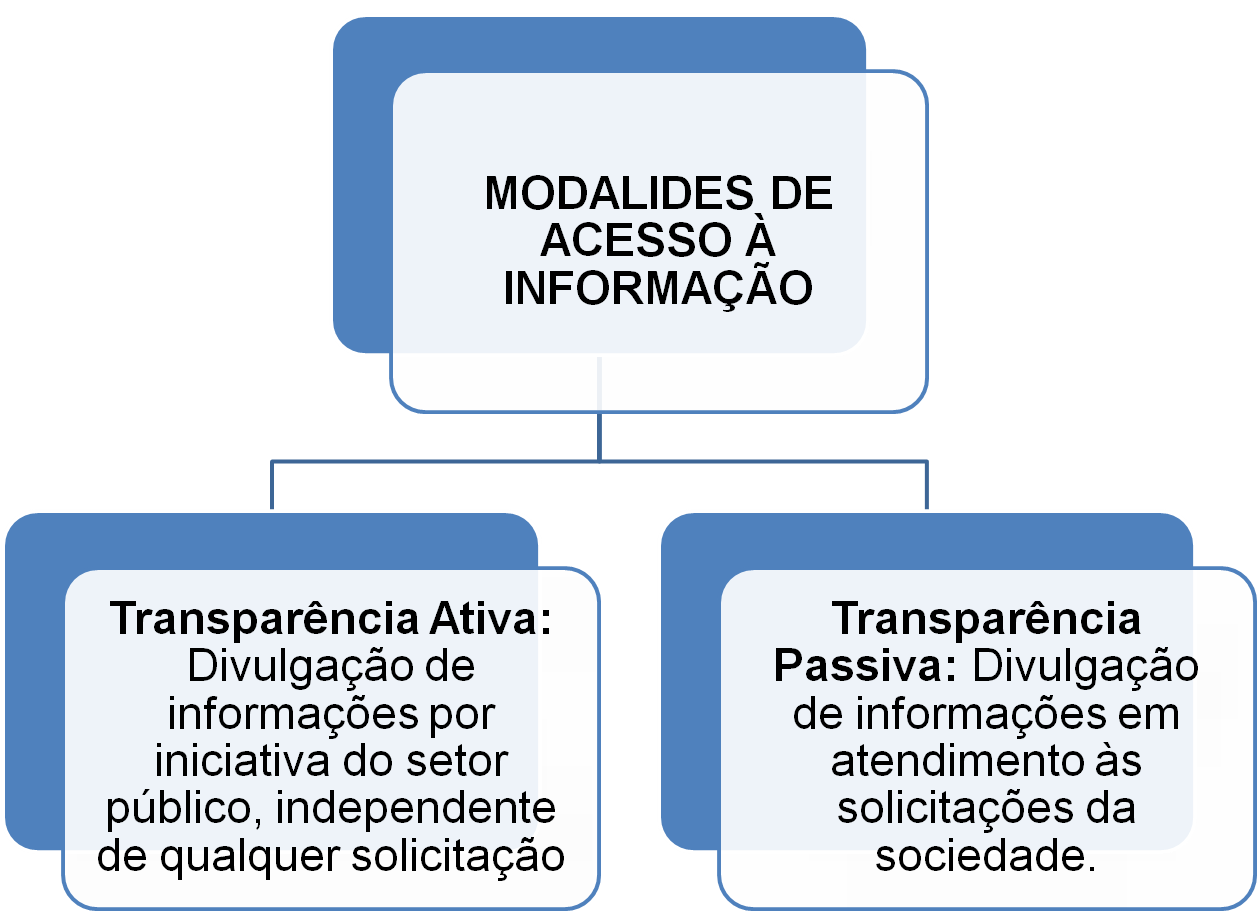 MODALIDES DE
ACESSO À
INFORMAÇÃO
Transparência Ativa:
Divulgação de
informações por
iniciativa do setor
público, independente
de qualquer solicitação
Transparência
Passiva: Divulgação
de informações em
atendimento às
solicitações da
sociedade.